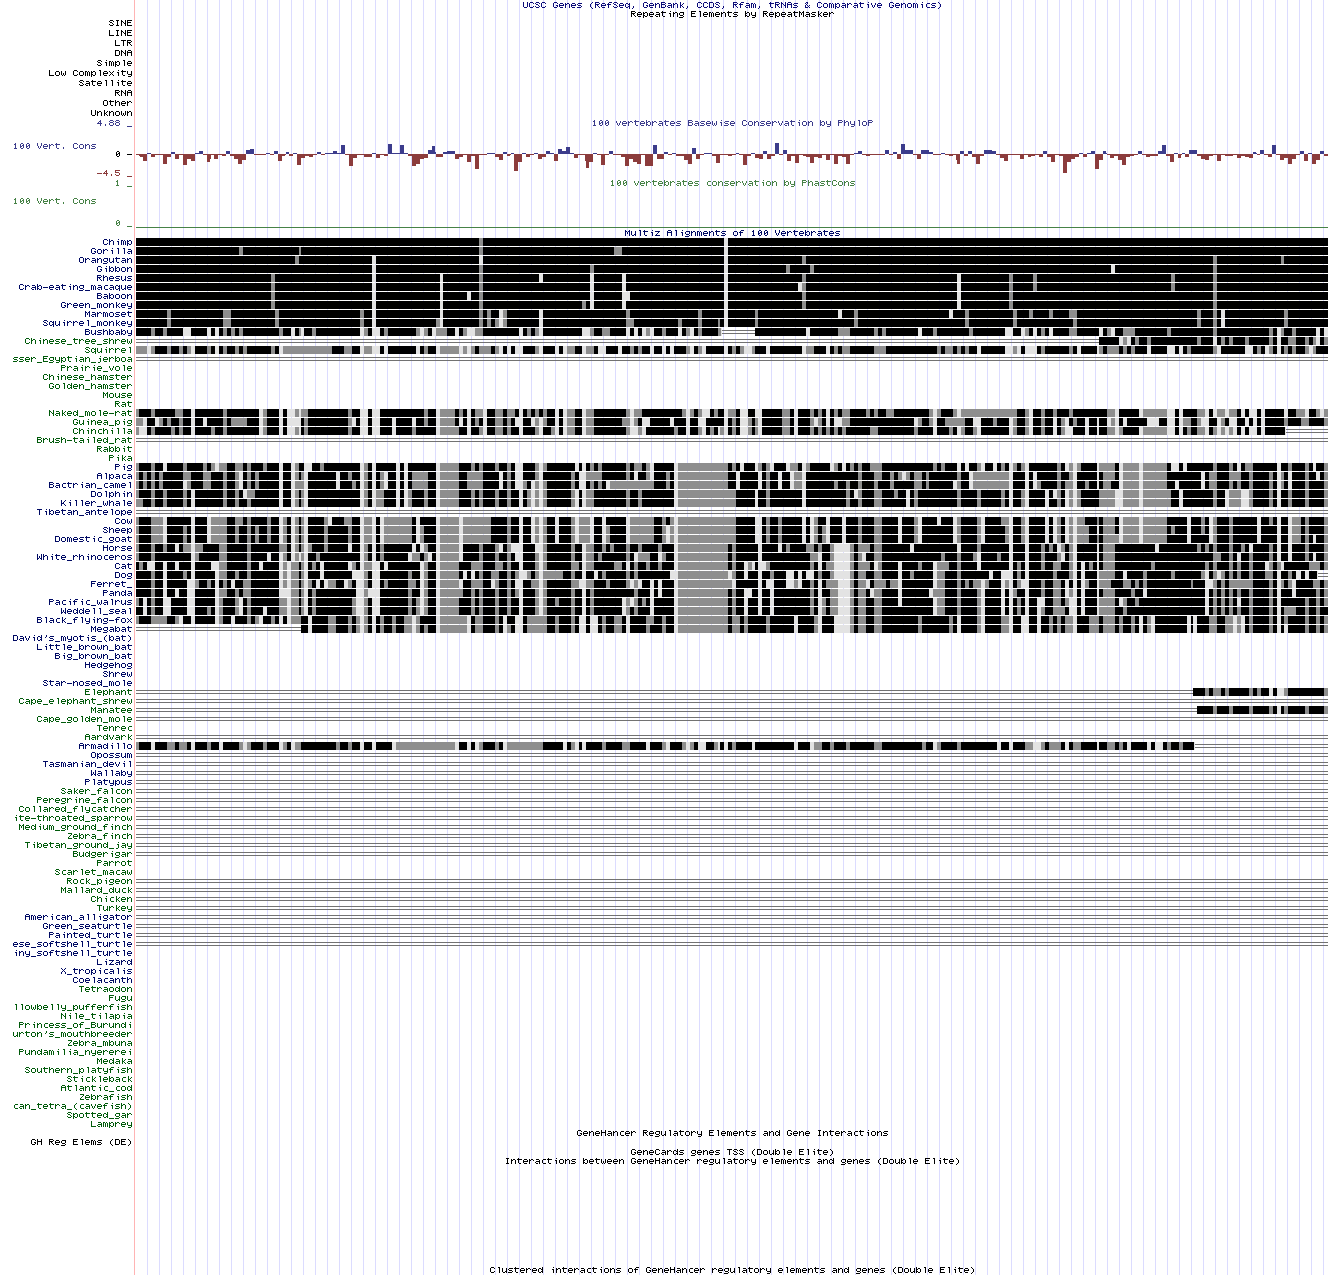 UCSC Genes (RefSeq, GenBank, CCDS, Rfam, tRNAs & Comparative Genomics)
Repeating Elements by RepeatMasker
SINE
LINE
LTR
DNA
Simple
Low Complexity
Satellite
RNA
Other
Unknown
4.88 _
100 vertebrates Basewise Conservation by PhyloP
100 Vert. Cons
0 -
-4.5 _
1 _
100 vertebrates conservation by PhastCons
100 Vert. Cons
0 _
Multiz Alignments of 100 Vertebrates
Chimp
Gorilla
Orangutan
Gibbon
Rhesus
Crab-eating_macaque
Baboon
Green_monkey
Marmoset
Squirrel_monkey
Bushbaby
Chinese_tree_shrew
Squirrel
sser_Egyptian_jerboa
Prairie_vole
Chinese_hamster
Golden_hamster
Mouse
Rat
Naked_mole-rat
Guinea_pig
Chinchilla
Brush-tailed_rat
Rabbit
Pika
Pig
Alpaca
Bactrian_camel
Dolphin
Killer_whale
Tibetan_antelope
Cow
Sheep
Domestic_goat
Horse
White_rhinoceros
Cat
Dog
Ferret_
Panda
Pacific_walrus
Weddell_seal
Black_flying-fox
Megabat
David's_myotis_(bat)
Little_brown_bat
Big_brown_bat
Hedgehog
Shrew
Star-nosed_mole
Elephant
Cape_elephant_shrew
Manatee
Cape_golden_mole
Tenrec
Aardvark
Armadillo
Opossum
Tasmanian_devil
Wallaby
Platypus
Saker_falcon
Peregrine_falcon
Collared_flycatcher
ite-throated_sparrow
Medium_ground_finch
Zebra_finch
Tibetan_ground_jay
Budgerigar
Parrot
Scarlet_macaw
Rock_pigeon
Mallard_duck
Chicken
Turkey
American_alligator
Green_seaturtle
Painted_turtle
ese_softshell_turtle
iny_softshell_turtle
Lizard
X_tropicalis
Coelacanth
Tetraodon
Fugu
llowbelly_pufferfish
Nile_tilapia
Princess_of_Burundi
urton's_mouthbreeder
Zebra_mbuna
Pundamilia_nyererei
Medaka
Southern_platyfish
Stickleback
Atlantic_cod
Zebrafish
can_tetra_(cavefish)
Spotted_gar
Lamprey
GeneHancer Regulatory Elements and Gene Interactions
GH Reg Elems (DE)
GeneCards genes TSS (Double Elite)
Interactions between GeneHancer regulatory elements and genes (Double Elite)
Clustered interactions of GeneHancer regulatory elements and genes (Double Elite)